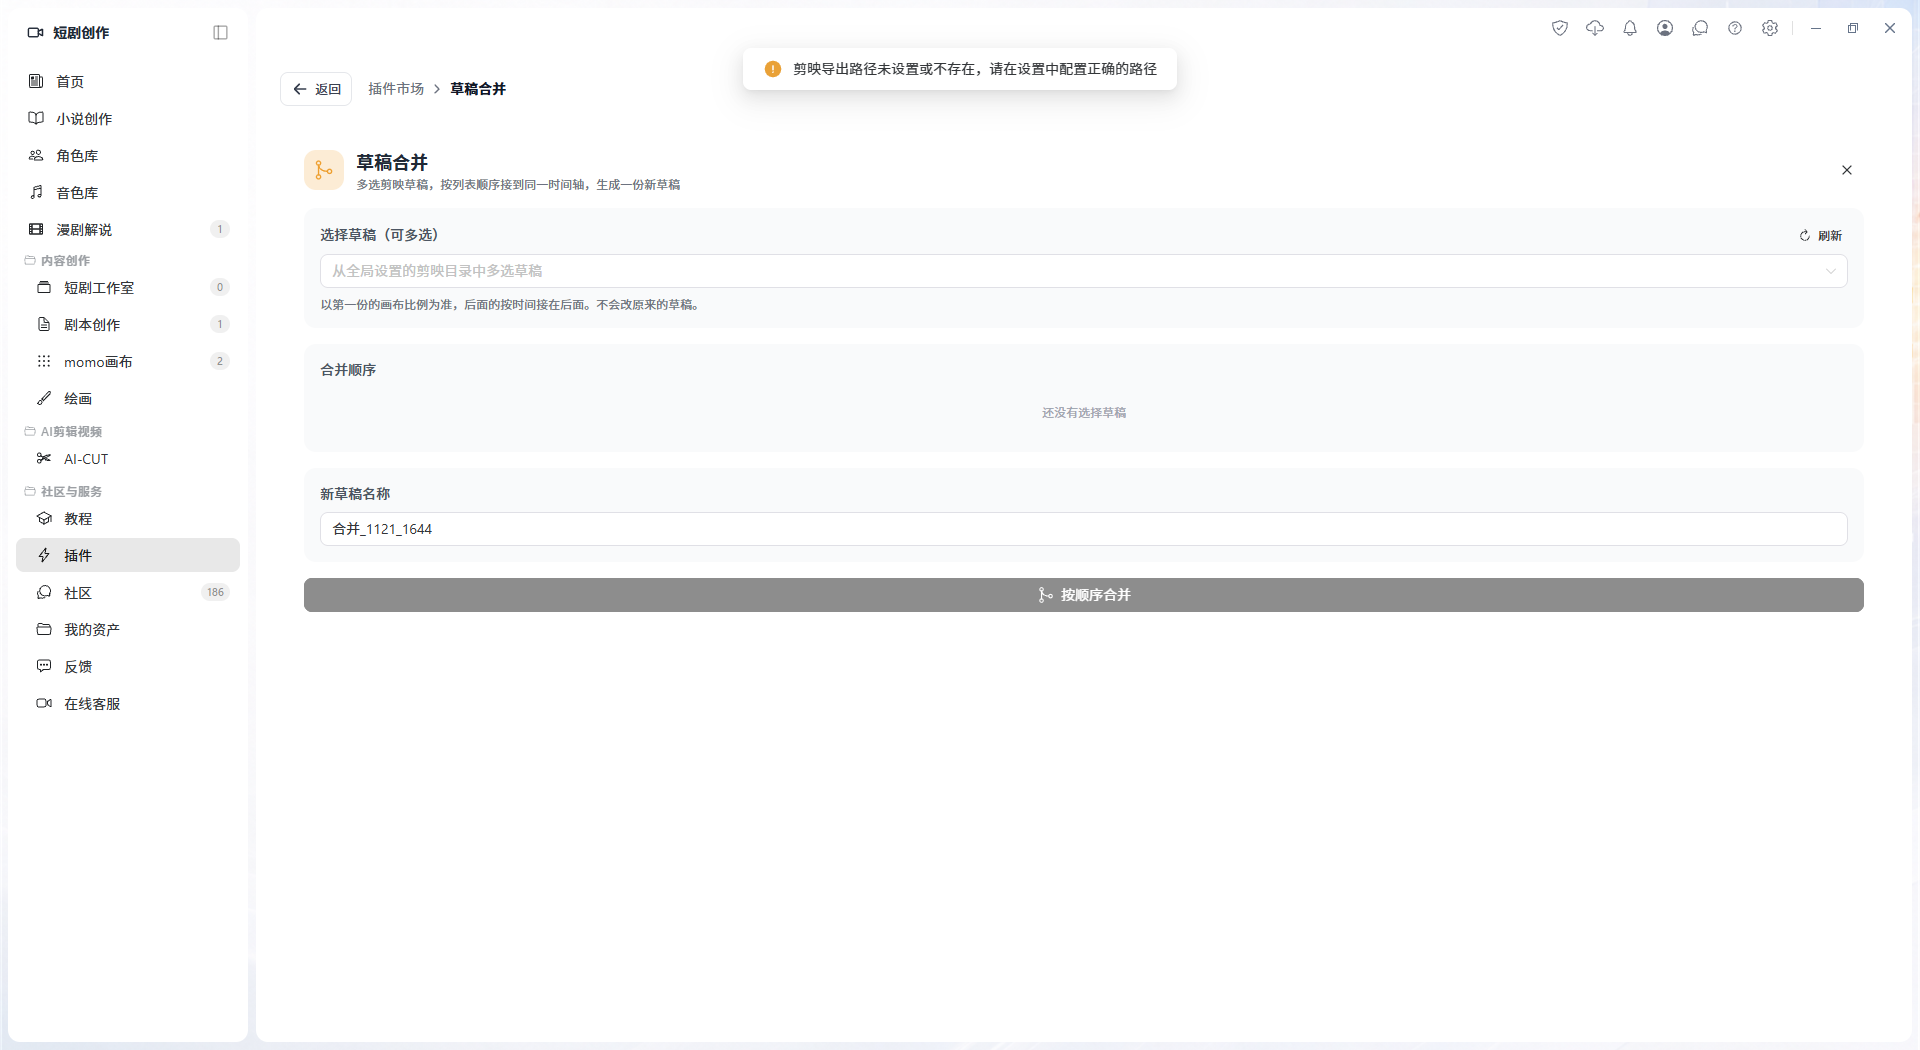 短剧创作
首页
小说创作
角色库
音色库
漫剧解说 1
内容创作
短剧工作室 0
剧本创作 1
momo画布 2
绘画
AI剪辑视频
AI-CUT
社区与服务
教程
插件
社区 186
我的资产
反馈
在线客服
剪映导出路径未设置或不存在，请在设置中配置正确的路径
返回 插件市场 > 草稿合并
草稿合并
多选剪映草稿，按列表顺序接到同一时间轴，生成一份新草稿
选择草稿（可多选） 刷新
从全局设置的剪映目录中多选草稿
以第一份的画布比例为准，后面的按时间接在后面。不会改原来的草稿。
合并顺序
还没有选择草稿
新草稿名称
合并_1121_1644
按顺序合并